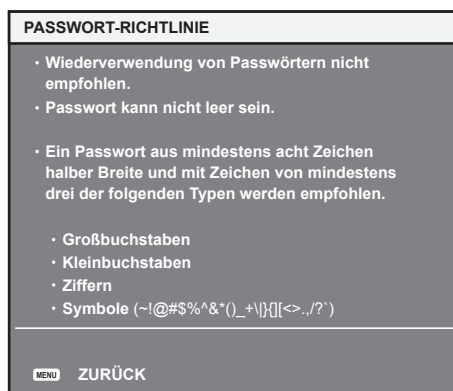 PASSWORT-RICHTLINIE
· Wiederverwendung von Passwörtern nicht
empfohlen.
· Passwort kann nicht leer sein.
· Ein Passwort aus mindestens acht Zeichen
halber Breite und mit Zeichen von mindestens
drei der folgenden Typen werden empfohlen.
· Großbuchstaben
· Kleinbuchstaben
· Ziffern
· Symbole (~!@#$%^&*()_+\|}{][<>.,/?`)
MENU ZURÜCK